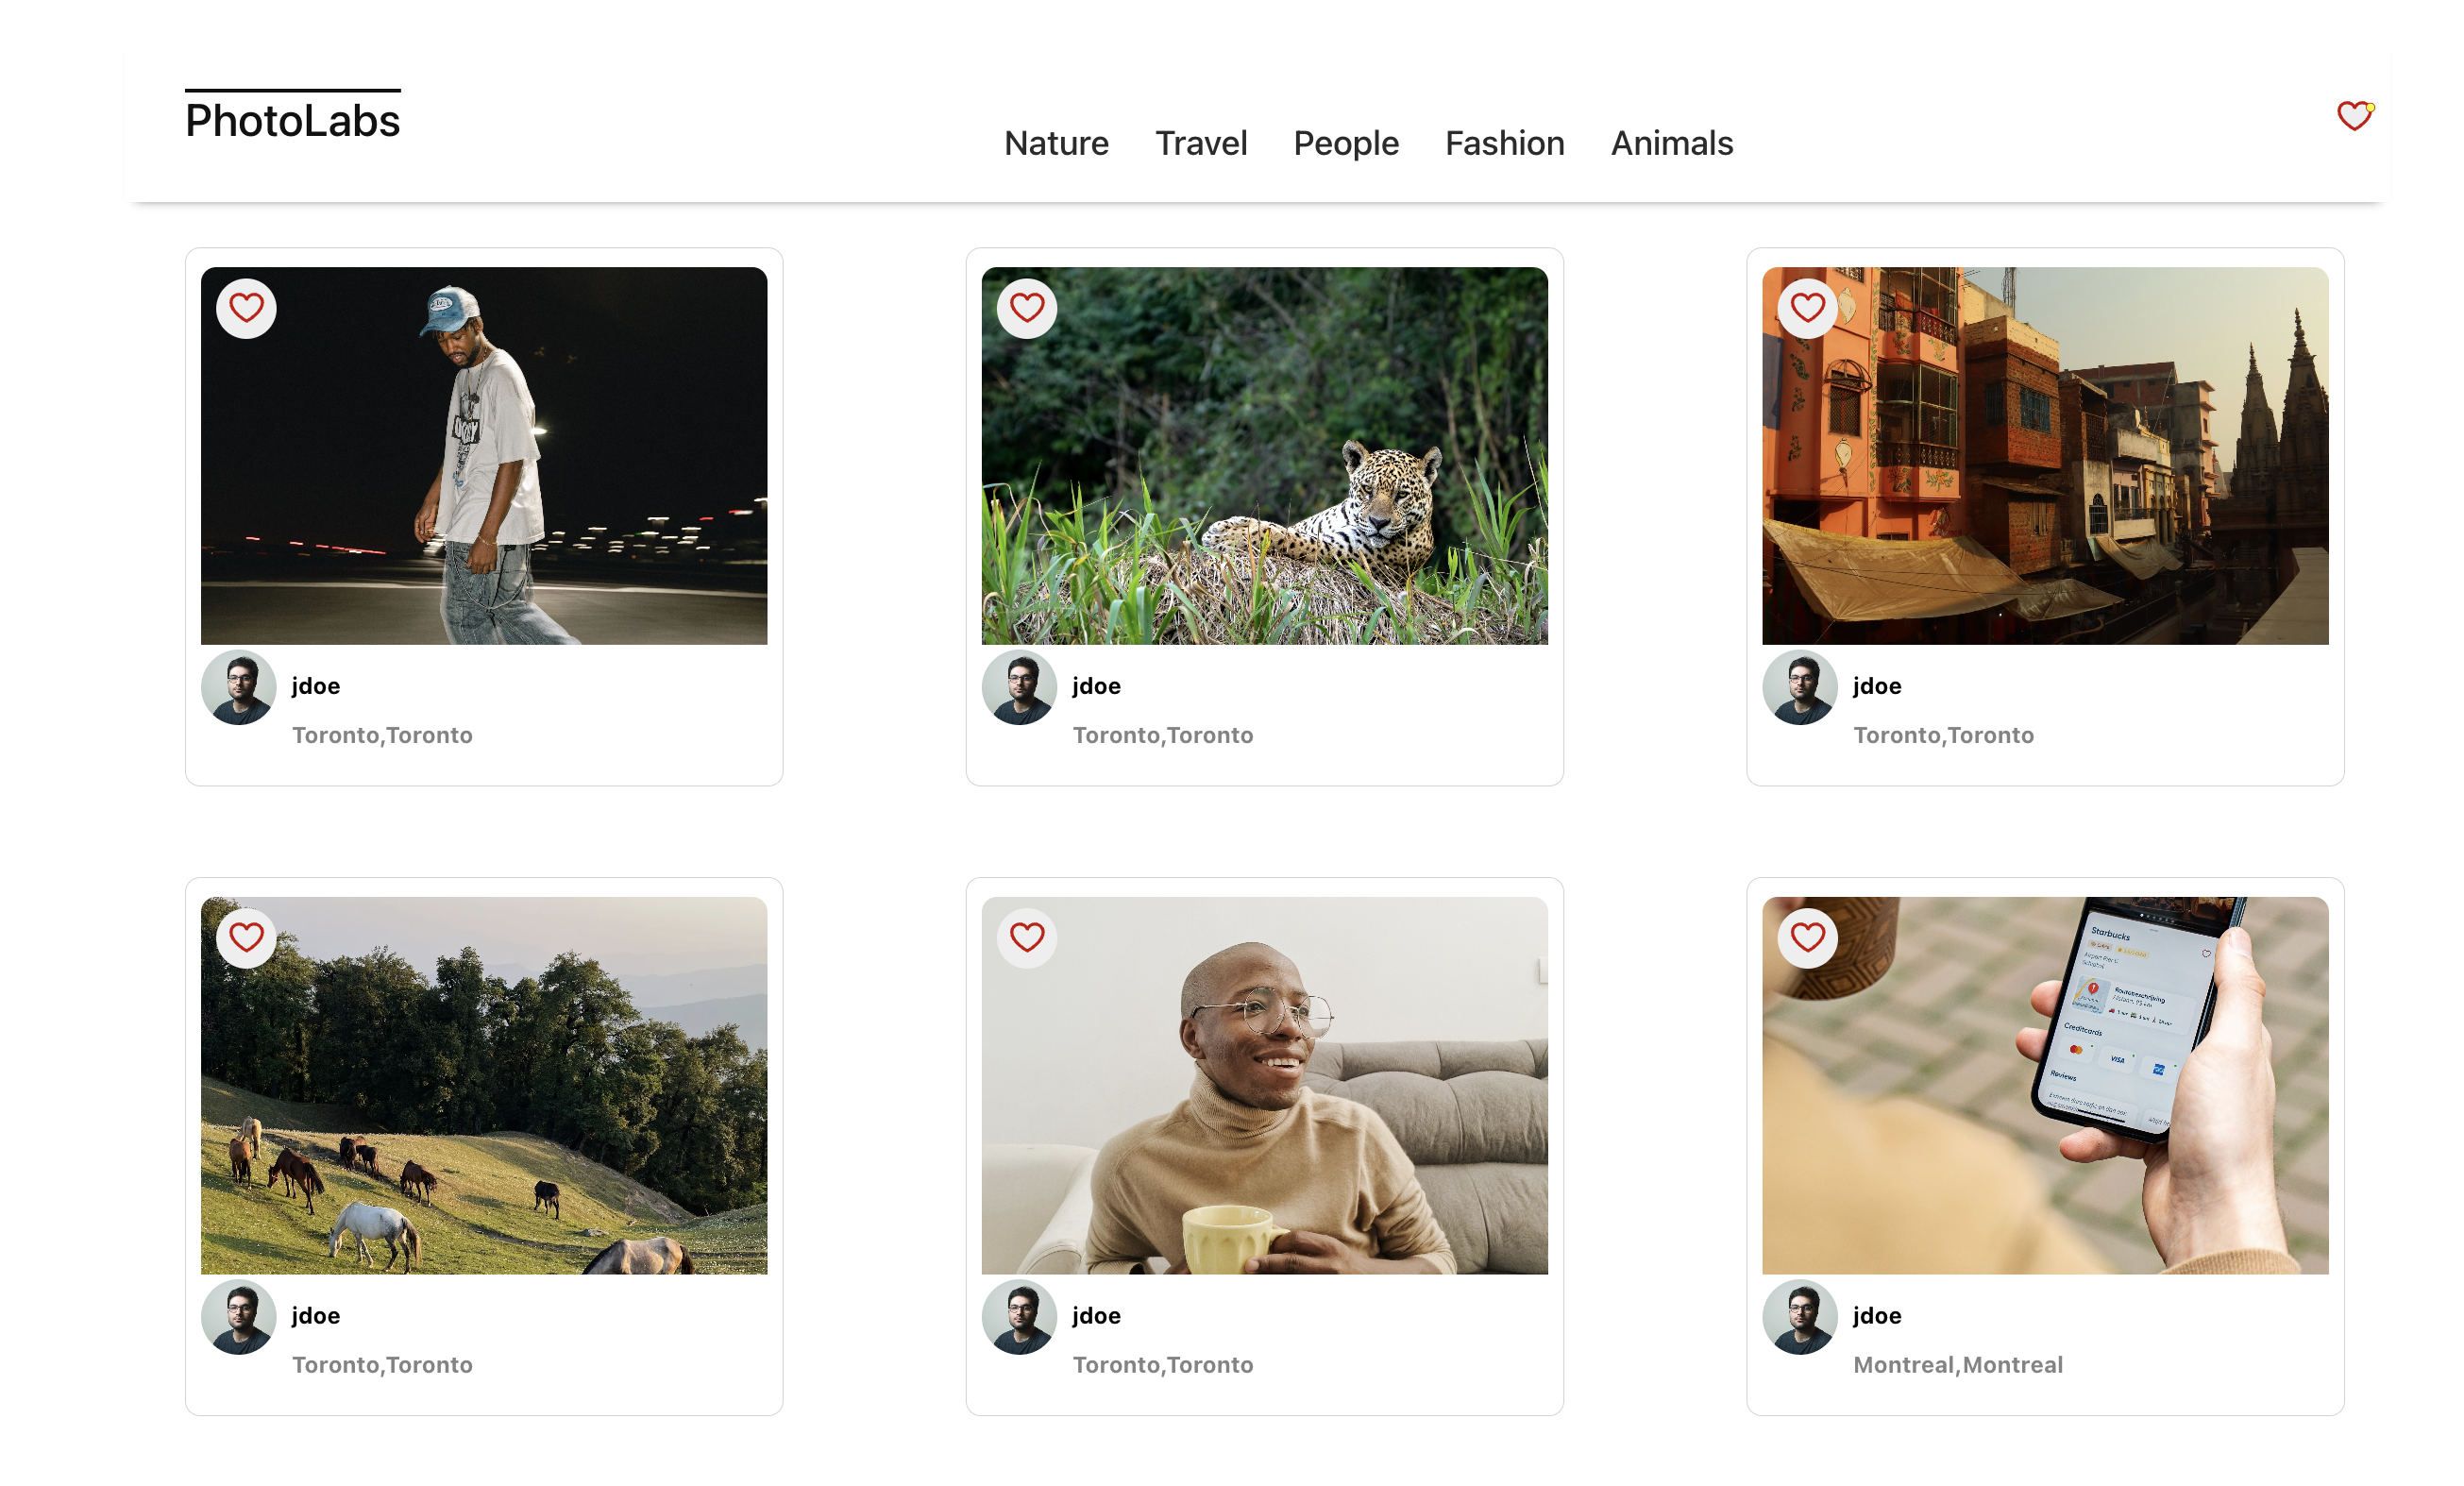 PhotoLabs
Nature Travel People Fashion Animals
jdoe
Toronto,Toronto
jdoe
Toronto,Toronto
jdoe
Toronto,Toronto
Starbucks
Routebeschrijving
Creditcards
VISA
Reviews
jdoe
Toronto,Toronto
jdoe
Toronto,Toronto
jdoe
Montreal,Montreal